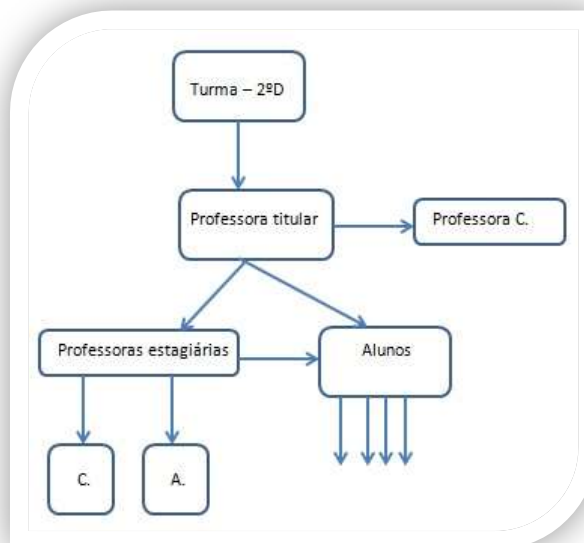 Turma – 2ºD
Professora titular
Professora C.
Professoras estagiárias
Alunos
C.
A.